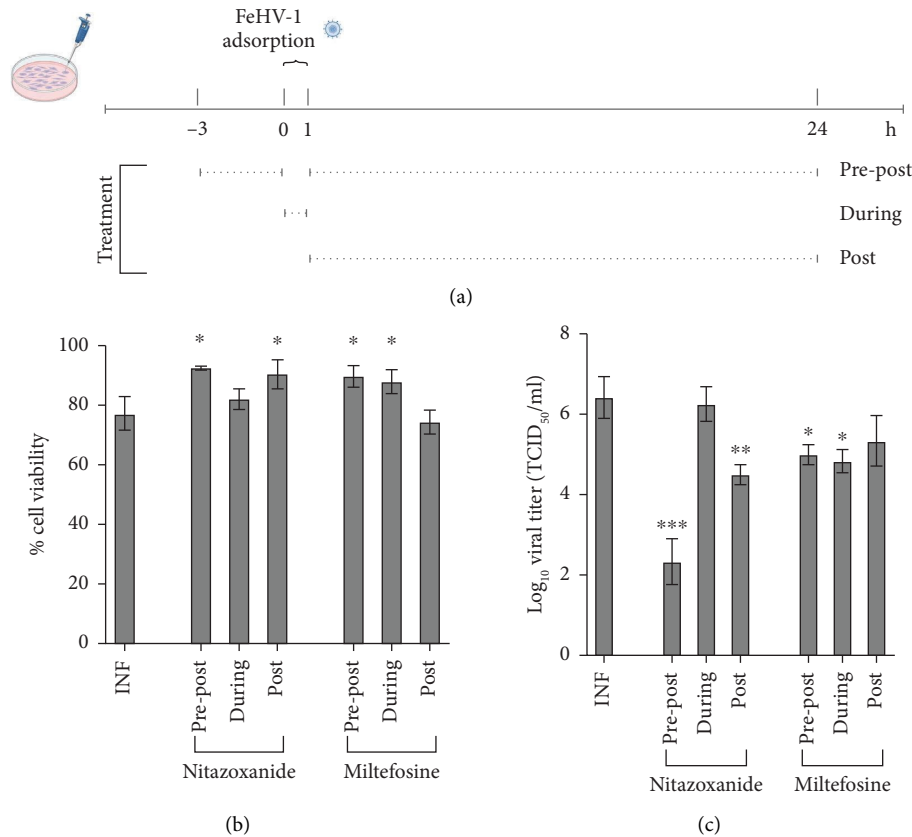 FeHV-1
adsorption
−3 0 1 24 h
Treatment
Pre-post
During
Post
(a)
% cell viability
100
80
60
40
20
0
* * * *
INF
Pre-post
During
Post
Pre-post
During
Post
Nitazoxanide Miltefosine
(b)
Log₁₀ viral titer (TCID₅₀/ml)
8
6
4
2
0
*** ** * *
INF
Pre-post
During
Post
Pre-post
During
Post
Nitazoxanide Miltefosine
(c)